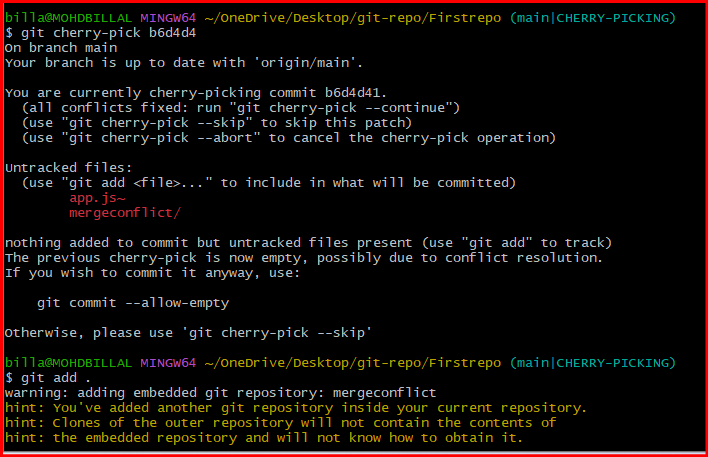 billa@MOHDBILLAL MINGW64 ~/OneDrive/Desktop/git-repo/Firstrepo (main|CHERRY-PICKING)
$ git cherry-pick b6d4d4
On branch main
Your branch is up to date with 'origin/main'.
You are currently cherry-picking commit b6d4d41.
(all conflicts fixed: run "git cherry-pick --continue")
(use "git cherry-pick --skip" to skip this patch)
(use "git cherry-pick --abort" to cancel the cherry-pick operation)
Untracked files:
(use "git add <file>..." to include in what will be committed)
app.js~
mergeconflict/
nothing added to commit but untracked files present (use "git add" to track)
The previous cherry-pick is now empty, possibly due to conflict resolution.
If you wish to commit it anyway, use:
git commit --allow-empty
Otherwise, please use 'git cherry-pick --skip'
billa@MOHDBILLAL MINGW64 ~/OneDrive/Desktop/git-repo/Firstrepo (main|CHERRY-PICKING)
$ git add .
warning: adding embedded git repository: mergeconflict
hint: You've added another git repository inside your current repository.
hint: Clones of the outer repository will not contain the contents of
hint: the embedded repository and will not know how to obtain it.